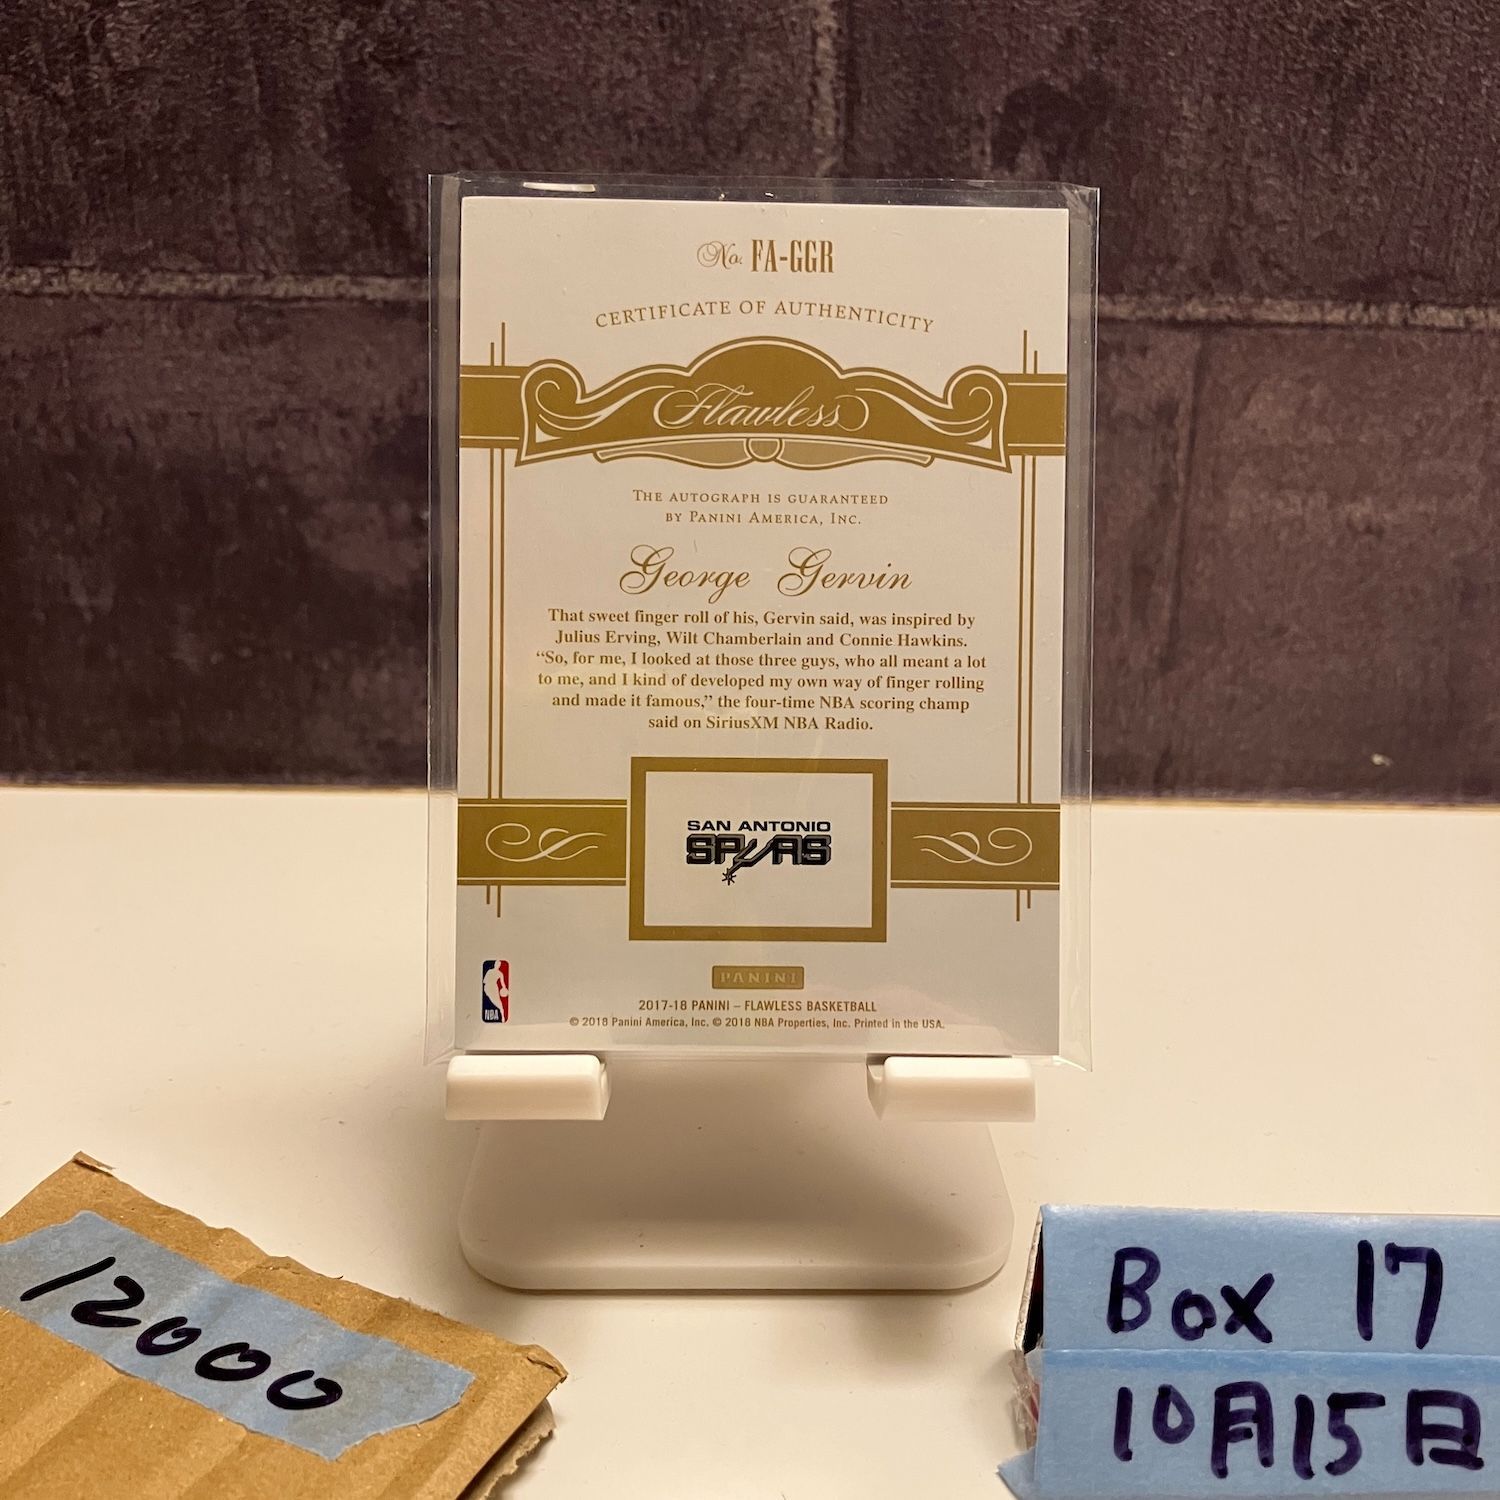 No. FA-GGR
CERTIFICATE OF AUTHENTICITY
Flawless
THE AUTOGRAPH IS GUARANTEED
BY PANINI AMERICA, INC.
George Gervin
That sweet finger roll of his, Gervin said, was inspired by
Julius Erving, Wilt Chamberlain and Connie Hawkins.
“So, for me, I looked at those three guys, who all meant a lot
to me, and I kind of developed my own way of finger rolling
and made it famous,” the four-time NBA scoring champ
said on SiriusXM NBA Radio.
SAN ANTONIO
SPURS
PANINI
NBA
2017-18 PANINI – FLAWLESS BASKETBALL
© 2018 Panini America, Inc. © 2018 NBA Properties, Inc. Printed in the USA.
12000
Box 17
10月15日